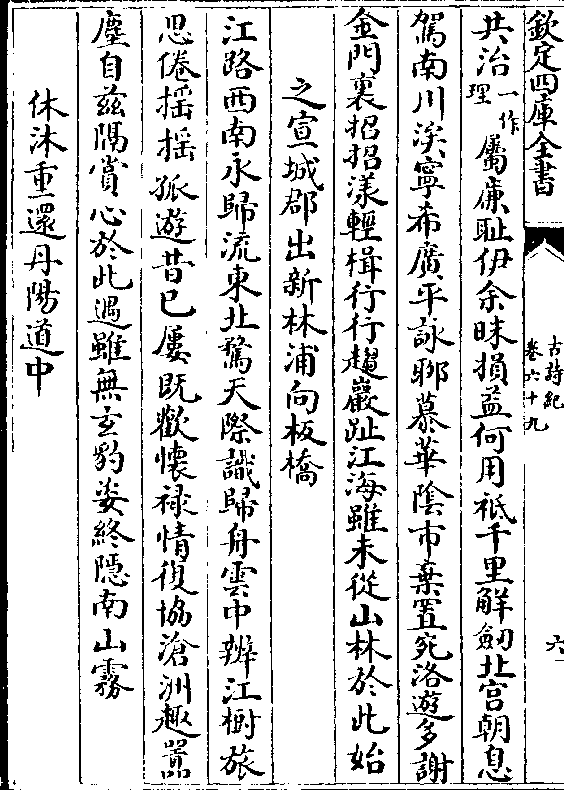 欽定四庫全書
古詩紀
卷六十九
六
共治一作理屬廉耻伊余昧損益何用祗千里解劒北宫朝息
駕南川涘寧希廣平詠聊慕華陰市棄置宛洛遊多謝
金門裏招招漾輕楫行行趨巖趾江海雖未從山林於此始
之宣城郡出新林浦向板橋
江路西南永歸流東北騖天際識歸舟雲中辨江樹旅
思倦揺揺孤遊昔已屢既歡懷禄情復協滄洲趣囂
塵自兹隔賞心於此遇雖無玄豹姿終隱南山霧
休沐重還丹陽道中